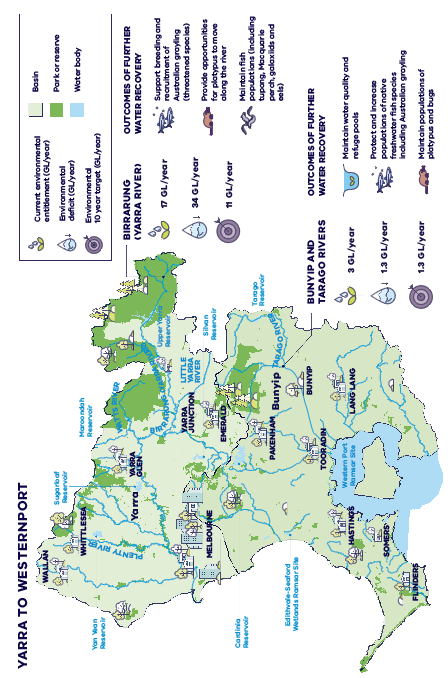 YARRA TO WESTERNPORT
Basin
Park or reserve
Water body
Current environmental
entitlement (GL/year)
Environmental
deficit (GL/year)
Environmental
10 year target (GL/year)
BIRRARUNG
(YARRA RIVER)
17 GL/year
34 GL/year
11 GL/year
OUTCOMES OF FURTHER
WATER RECOVERY
Support breeding and
recruitment of
Australian grayling
(threatened species)
Provide opportunities
for platypus to move
along the river
Maintain fish
populations (including
tupong, Macquarie
perch, galaxiids and
eels)
BUNYIP AND
TARAGO RIVERS
3 GL/year
1.3 GL/year
1.3 GL/year
OUTCOMES OF FURTHER
WATER RECOVERY
Maintain water quality and
refuge pools
Protect and increase
populations of native
freshwater fish species
including Australian grayling
Maintain populations of
platypus and bugs
Yan Yean
Reservoir
WALLAN
WHITTLESEA
PLENTY RIVER
Sugarloaf
Reservoir
Maroondah
Reservoir
WATTS RIVER
Yarra
YARRA
GLEN
Upper Yarra
Reservoir
LITTLE
YARRA
RIVER
YARRA
JUNCTION
Silvan
Reservoir
Tarago
Reservoir
TARAGO RIVER
MELBOURNE
EMERALD
Bunyip
BUNYIP
PAKENHAM
Cardinia
Reservoir
TOORADIN
LANG LANG
Edithvale-Seaford
Wetlands Ramsar Site
Western Port
Ramsar Site
HASTINGS
SOMERS
FLINDERS